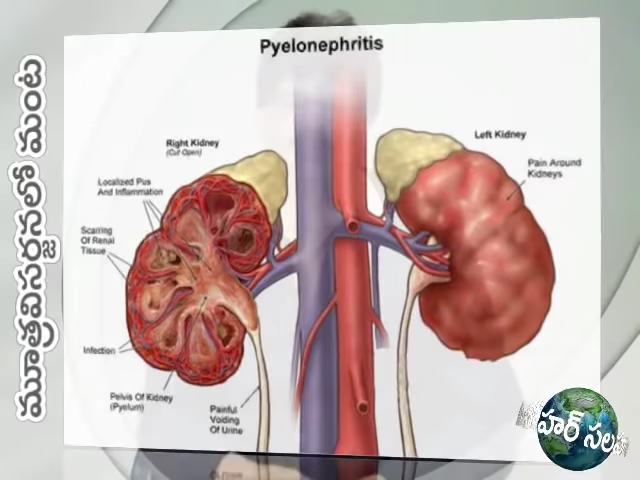 మూత్రవిసర్జనలో మంట
Pyelonephritis
Right Kidney
(Cut Open)
Left Kidney
Pain Around
Kidneys
Localized Pus
And Inflammation
Scarring
Of Renal
Tissue
Infection
Pelvis Of Kidney
(Pyelum)
Painful
Voiding
Of Urine